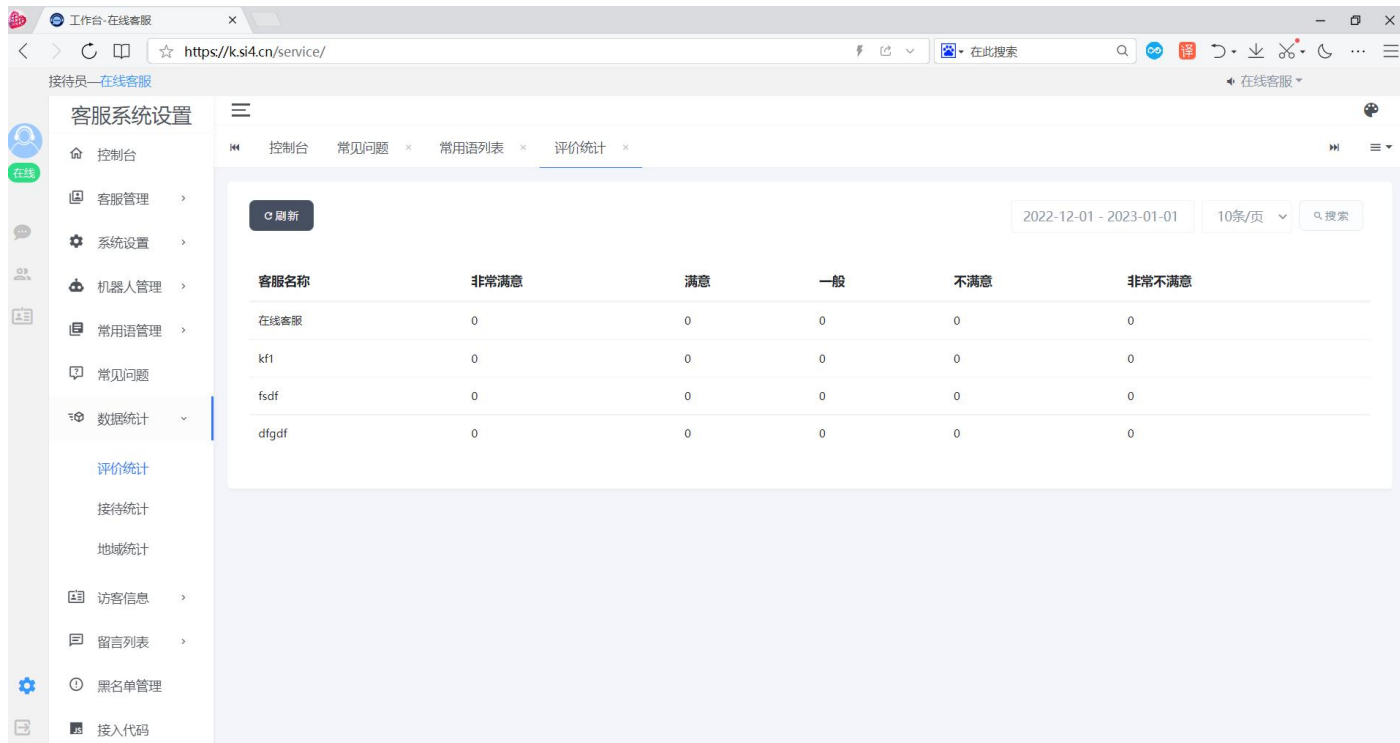 工作台-在线客服
https://k.si4.cn/service/
在此搜索
译
接待员—在线客服
在线客服
客服系统设置
在线
控制台
客服管理
系统设置
机器人管理
常用语管理
常见问题
数据统计
评价统计
接待统计
地域统计
访客信息
留言列表
黑名单管理
JS 接入代码
控制台 常见问题 × 常用语列表 × 评价统计 ×
刷新 2022-12-01 - 2023-01-01 10条/页 搜索
客服名称 非常满意 满意 一般 不满意 非常不满意
在线客服 0 0 0 0 0
kf1 0 0 0 0 0
fsdf 0 0 0 0 0
dfgdf 0 0 0 0 0